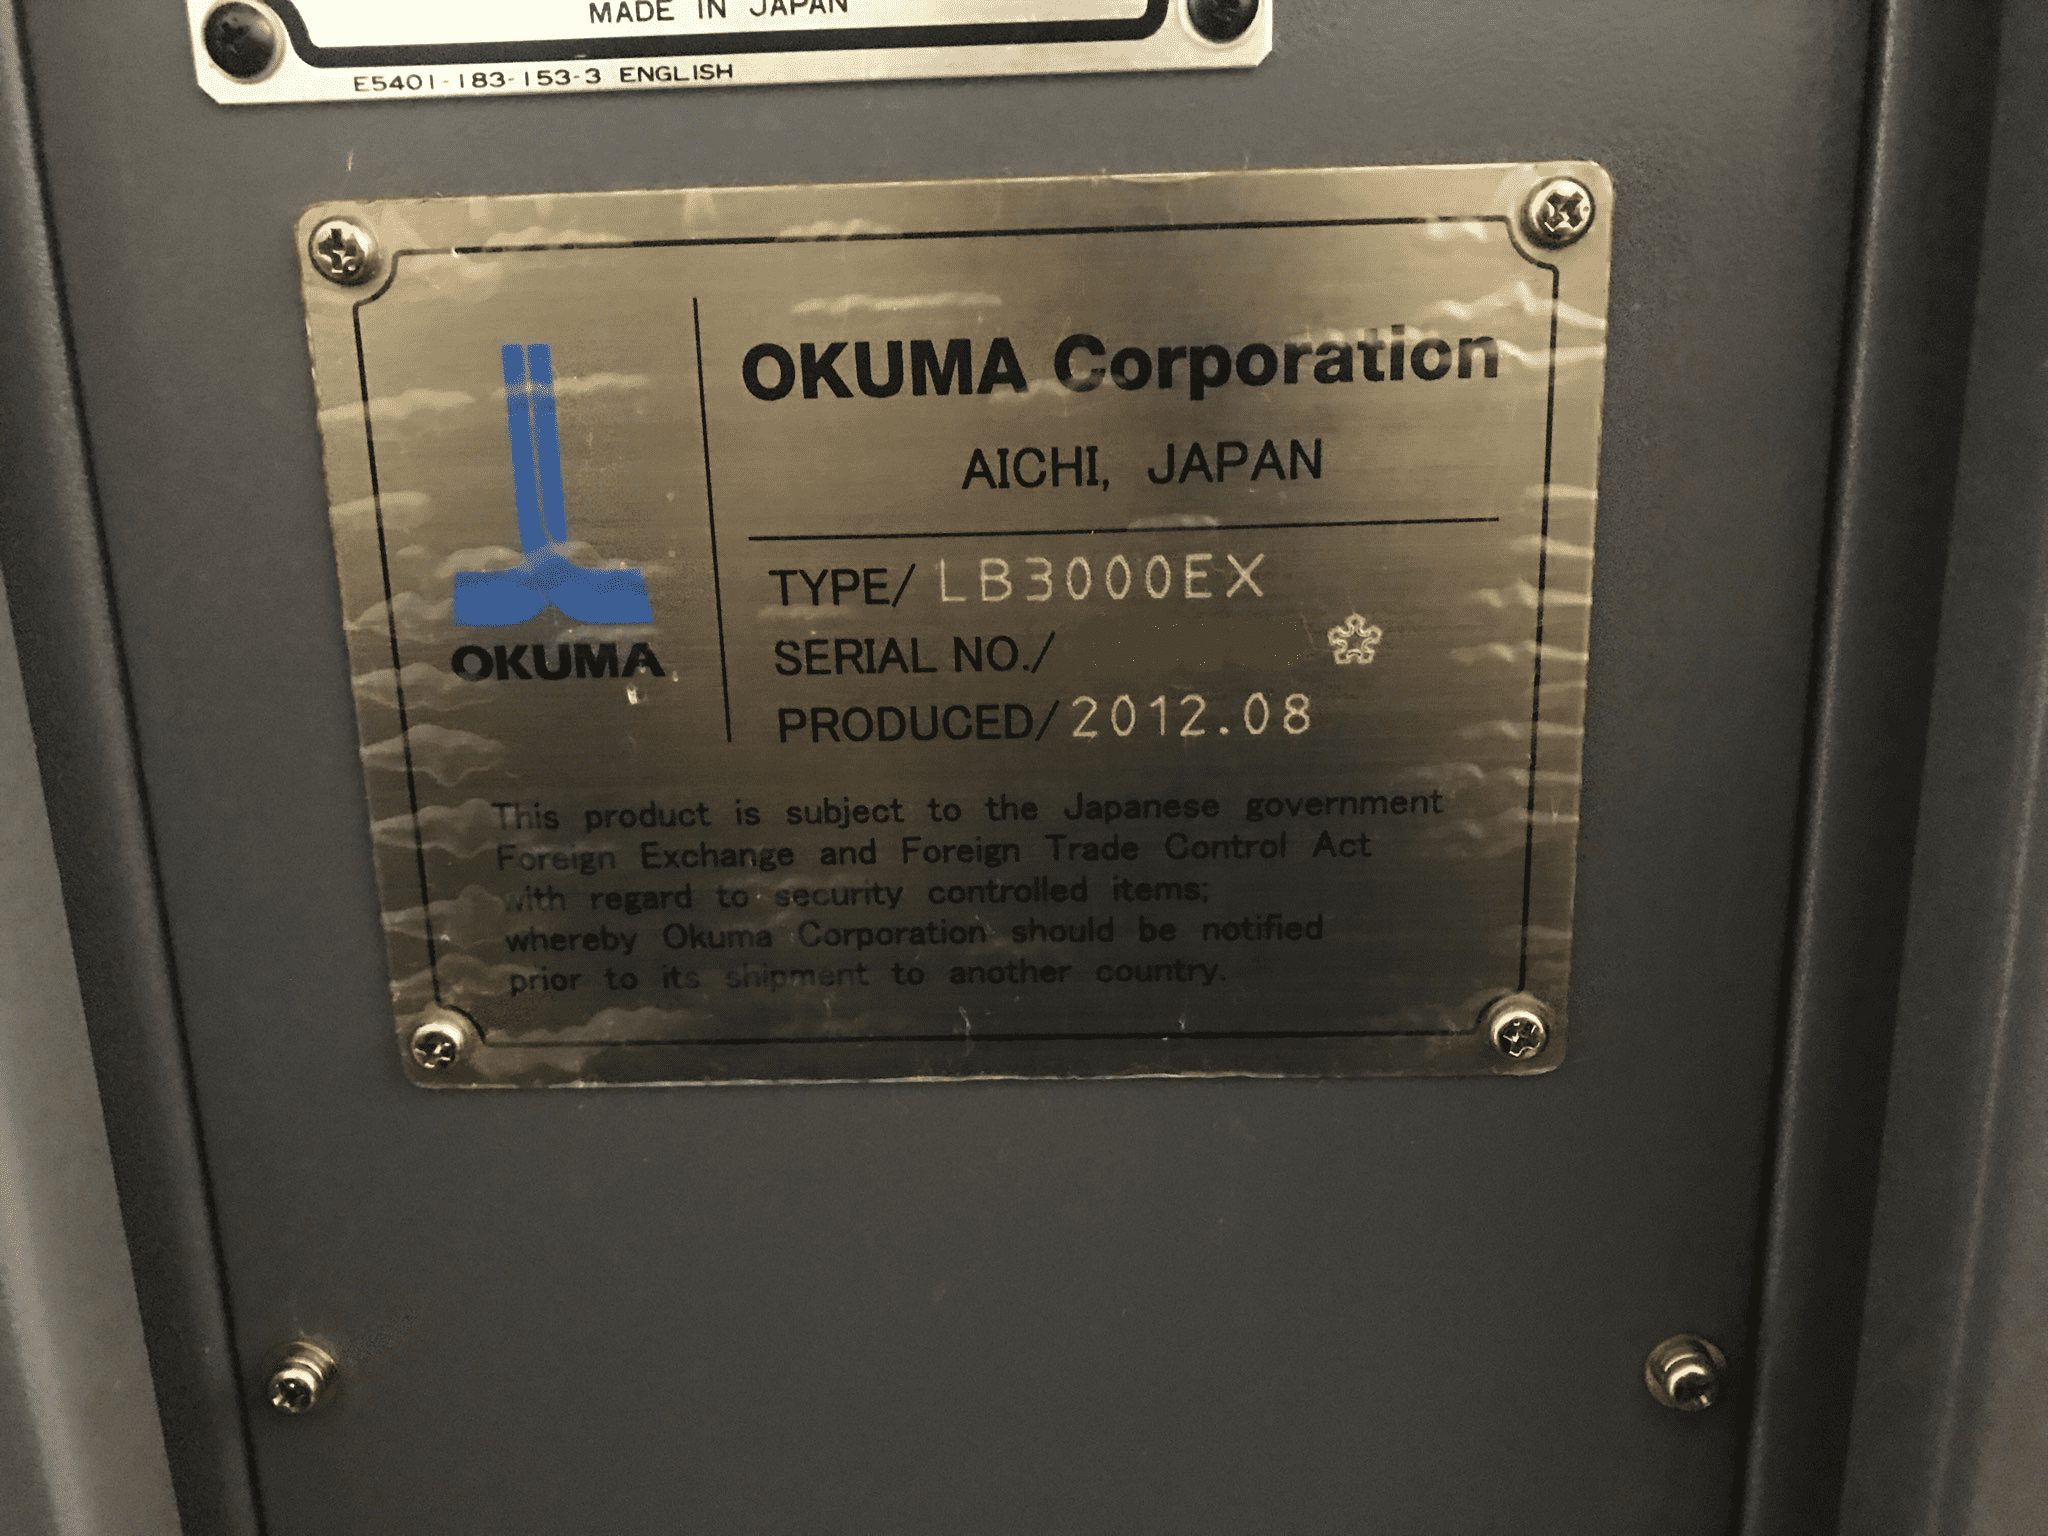 MADE IN JAPAN
E5401-183-153-3 ENGLISH
OKUMA
OKUMA Corporation
AICHI, JAPAN
TYPE/ LB3000EX
SERIAL NO./
PRODUCED/ 2012.08
This product is subject to the Japanese government
Foreign Exchange and Foreign Trade Control Act
with regard to security controlled items;
whereby Okuma Corporation should be notified
prior to its shipment to another country.